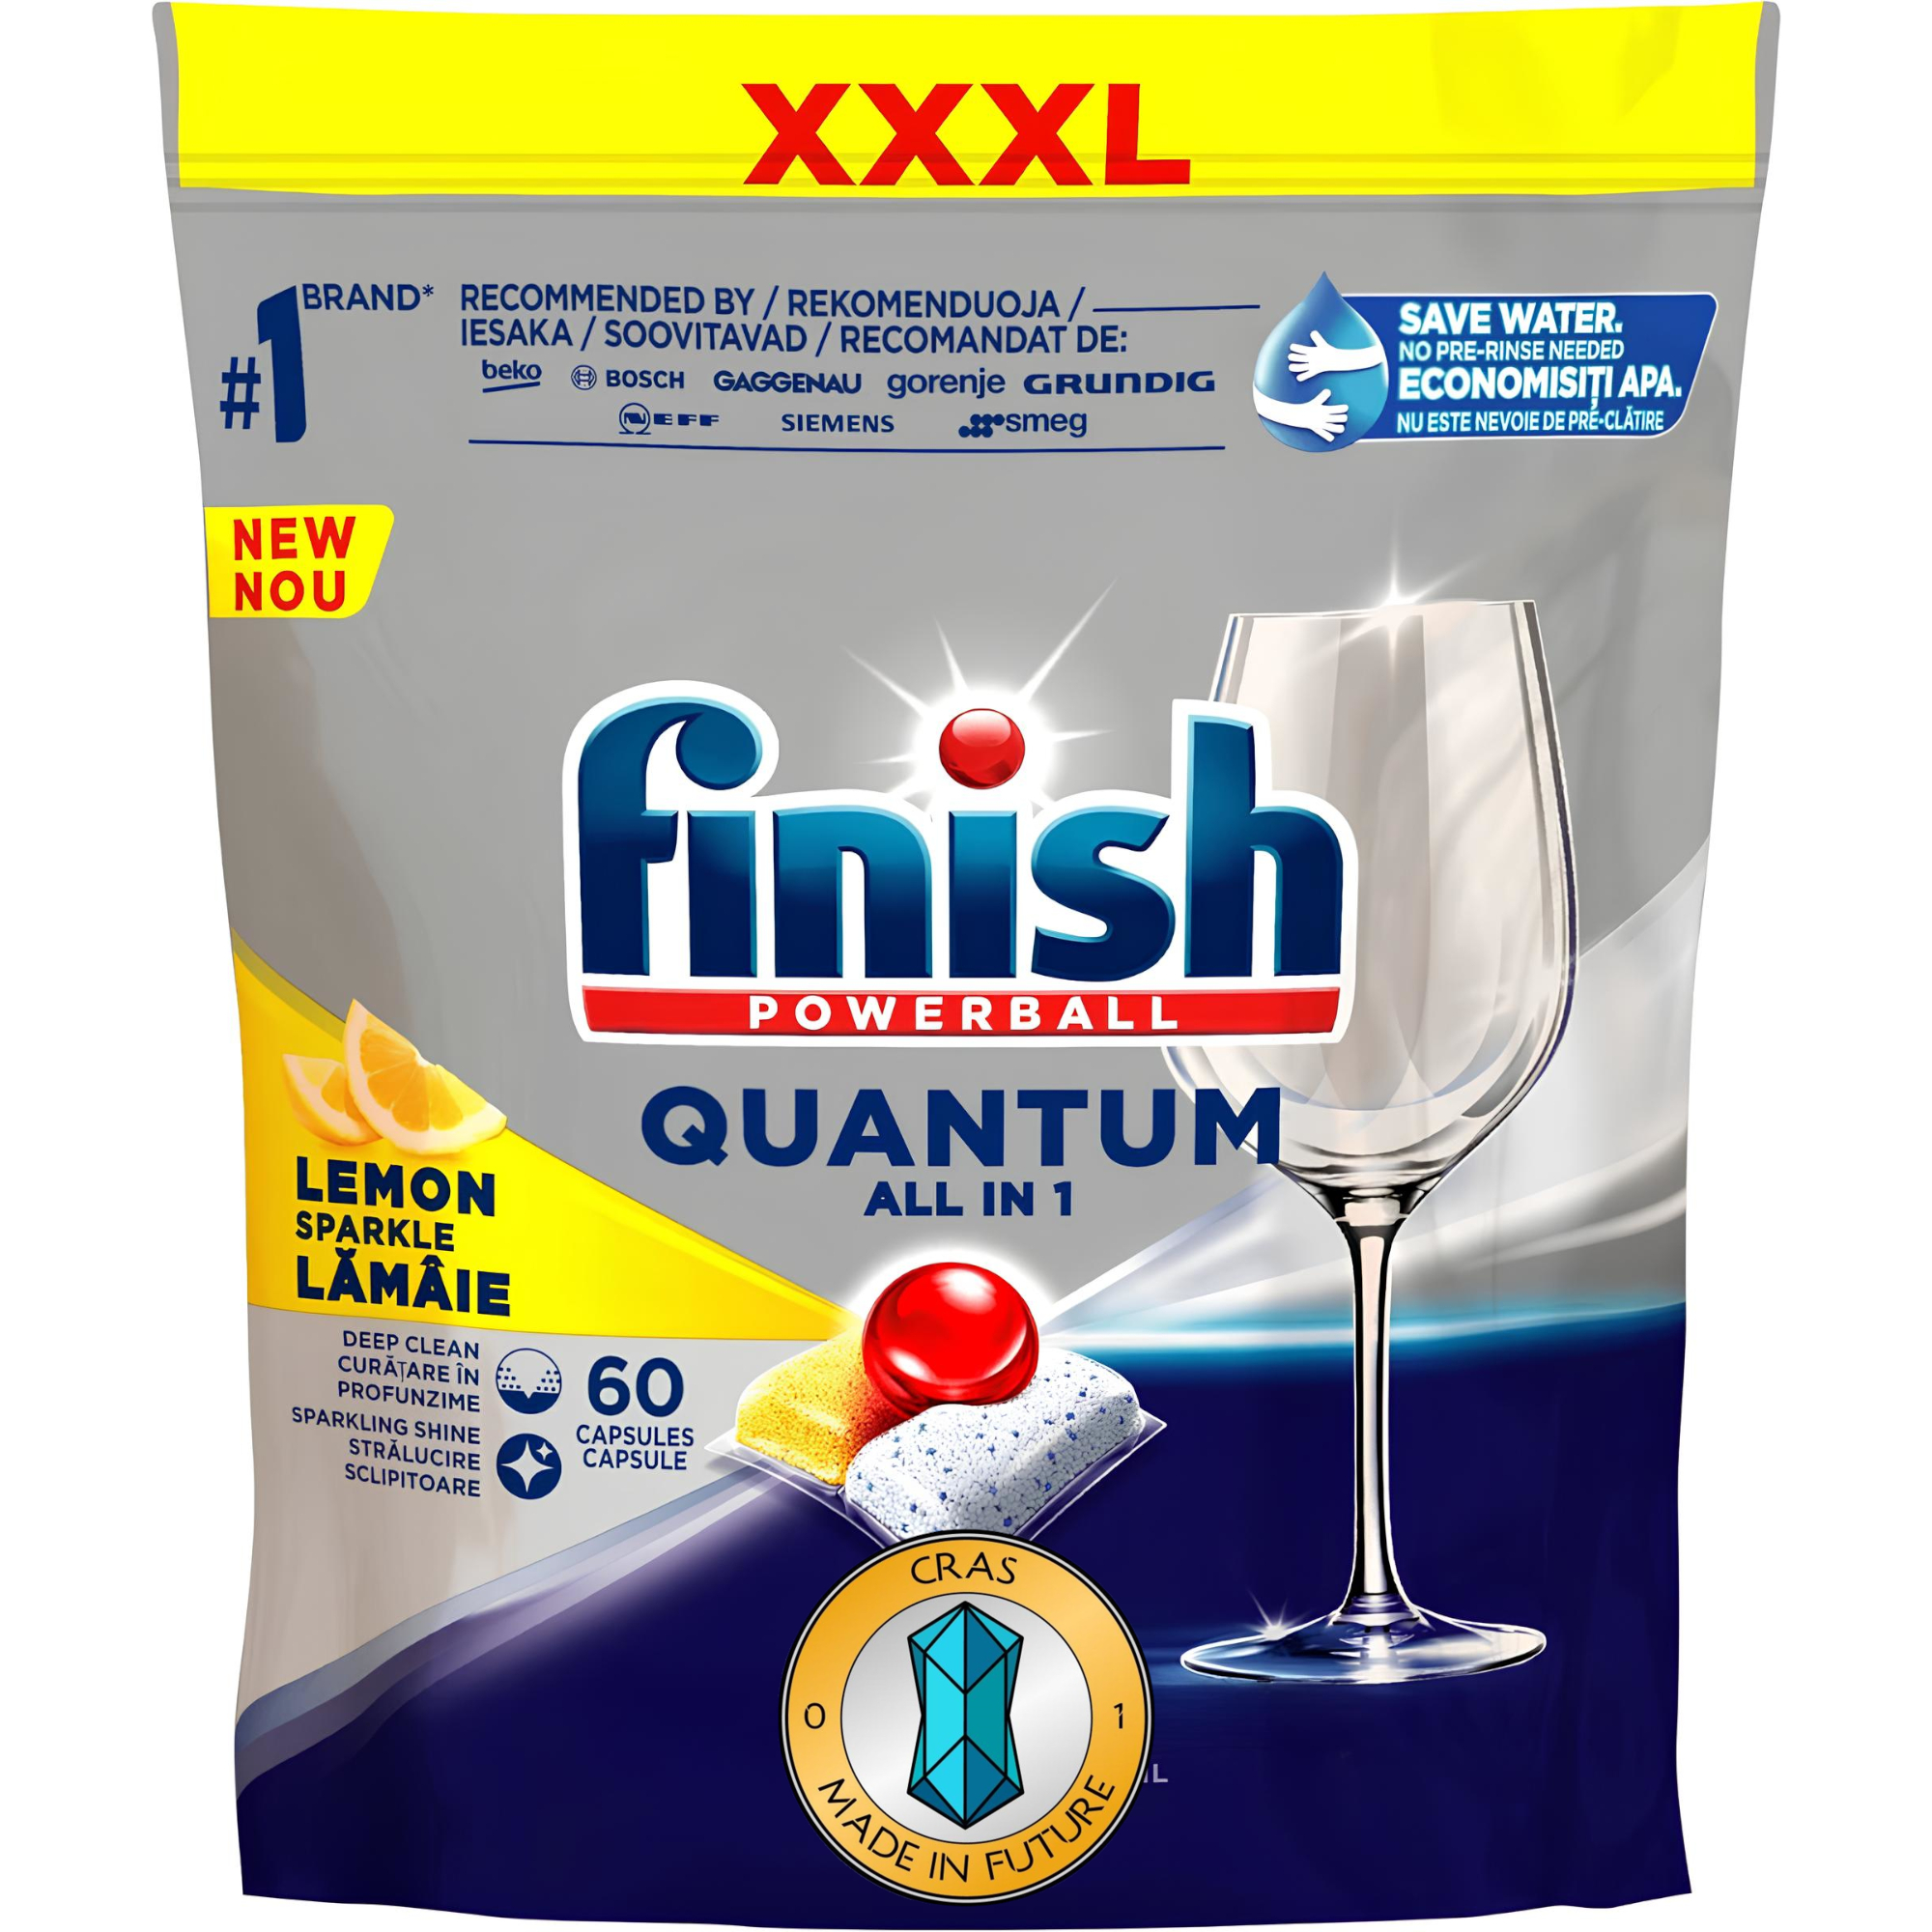 XXXL
#1 BRAND*
RECOMMENDED BY / REKOMENDUOJA /
IESAKA / SOOVITAVAD / RECOMANDAT DE:
beko BOSCH GAGGENAU gorenje GRUNDIG
NEFF SIEMENS smeg
SAVE WATER.
NO PRE-RINSE NEEDED
ECONOMISIȚI APA.
NU ESTE NEVOIE DE PRE-CLĂTIRE
NEW
NOU
finish
POWERBALL
QUANTUM
ALL IN 1
LEMON
SPARKLE
LĂMÂIE
DEEP CLEAN
CURĂȚARE ÎN
PROFUNZIME
SPARKLING SHINE
STRĂLUCIRE
SCLIPITOARE
60
CAPSULES
CAPSULE
CRAS
0 1
MADE IN FUTURE